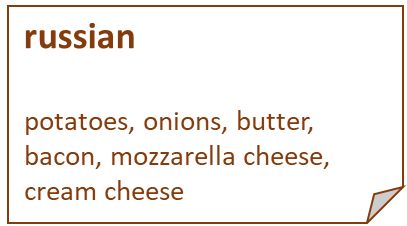 russian
potatoes, onions, butter,
bacon, mozzarella cheese,
cream cheese